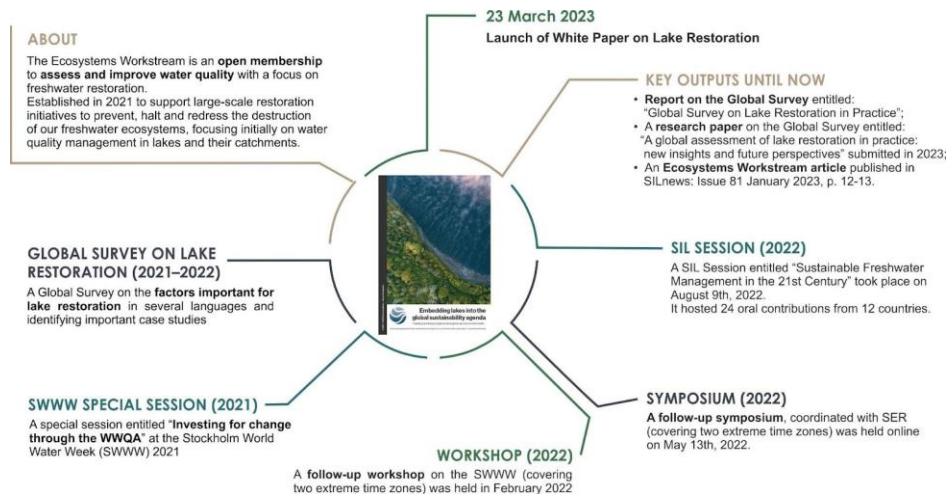 23 March 2023
Launch of White Paper on Lake Restoration
ABOUT
The Ecosystems Workstream is an open membership
to assess and improve water quality with a focus on
freshwater restoration.
Established in 2021 to support large-scale restoration
initiatives to prevent, halt and redress the destruction
of our freshwater ecosystems, focusing initially on water
quality management in lakes and their catchments.
KEY OUTPUTS UNTIL NOW
• Report on the Global Survey entitled:
“Global Survey on Lake Restoration in Practice”;
• A research paper on the Global Survey entitled:
“A global assessment of lake restoration in practice:
new insights and future perspectives” submitted in 2023;
• An Ecosystems Workstream article published in
SILnews: Issue 81 January 2023, p. 12-13.
GLOBAL SURVEY ON LAKE
RESTORATION (2021–2022)
A Global Survey on the factors important for
lake restoration in several languages and
identifying important case studies
Embedding lakes into the
global sustainability agenda
SIL SESSION (2022)
A SIL Session entitled “Sustainable Freshwater
Management in the 21st Century” took place on
August 9th, 2022.
It hosted 24 oral contributions from 12 countries.
SWWW SPECIAL SESSION (2021)
A special session entitled “Investing for change
through the WWQA” at the Stockholm World
Water Week (SWWW) 2021
WORKSHOP (2022)
A follow-up workshop on the SWWW (covering
two extreme time zones) was held in February 2022
SYMPOSIUM (2022)
A follow-up symposium, coordinated with SER
(covering two extreme time zones) was held online
on May 13th, 2022.